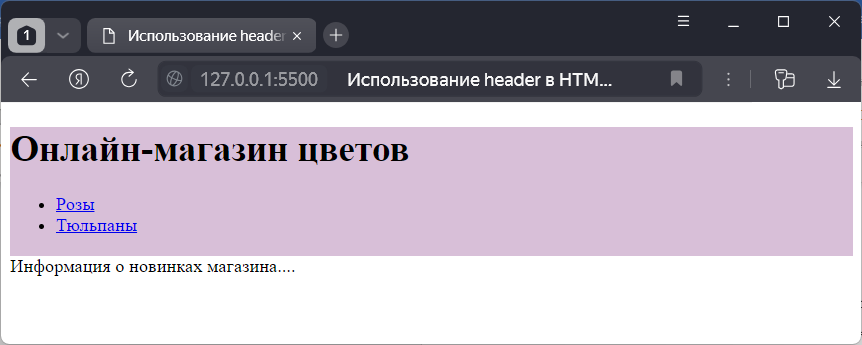 1
Использование header
127.0.0.1:5500
Использование header в HTM...
Онлайн-магазин цветов
Розы
Тюльпаны
Информация о новинках магазина....